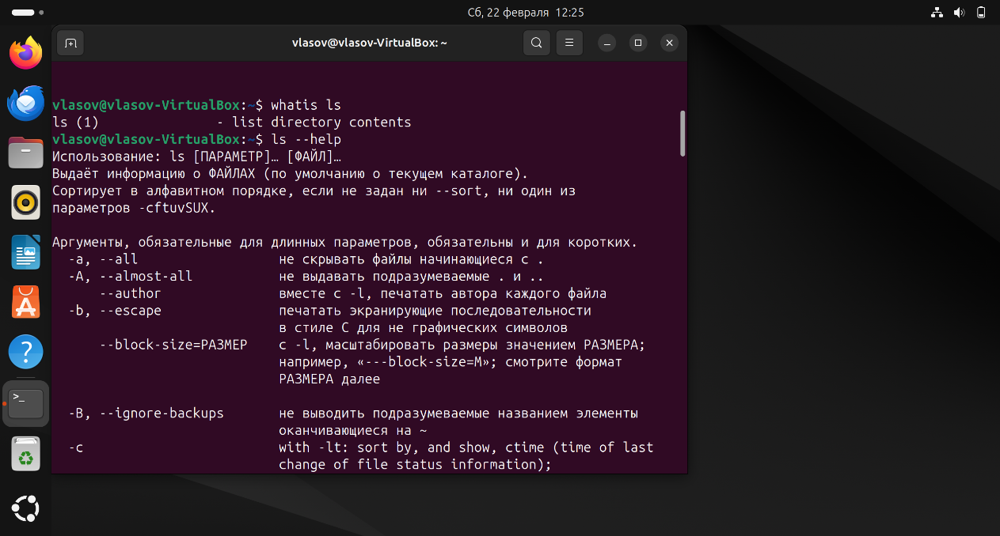 Сб, 22 февраля 12:25
vlasov@vlasov-VirtualBox: ~
vlasov@vlasov-VirtualBox:~$ whatis ls
ls (1)               - list directory contents
vlasov@vlasov-VirtualBox:~$ ls --help
Использование: ls [ПАРАМЕТР]… [ФАЙЛ]…
Выдаёт информацию о ФАЙЛАХ (по умолчанию о текущем каталоге).
Сортирует в алфавитном порядке, если не задан ни --sort, ни один из
параметров -cftuvSUX.
Аргументы, обязательные для длинных параметров, обязательны и для коротких.
-a, --all                  не скрывать файлы начинающиеся с .
-A, --almost-all           не выдавать подразумеваемые . и ..
--author               вместе с -l, печатать автора каждого файла
-b, --escape               печатать экранирующие последовательности
в стиле C для не графических символов
--block-size=РАЗМЕР    с -l, масштабировать размеры значением РАЗМЕРА;
например, «---block-size=M»; смотрите формат
РАЗМЕРА далее
-B, --ignore-backups       не выводить подразумеваемые названием элементы
оканчивающиеся на ~
-c                         with -lt: sort by, and show, ctime (time of last
change of file status information);